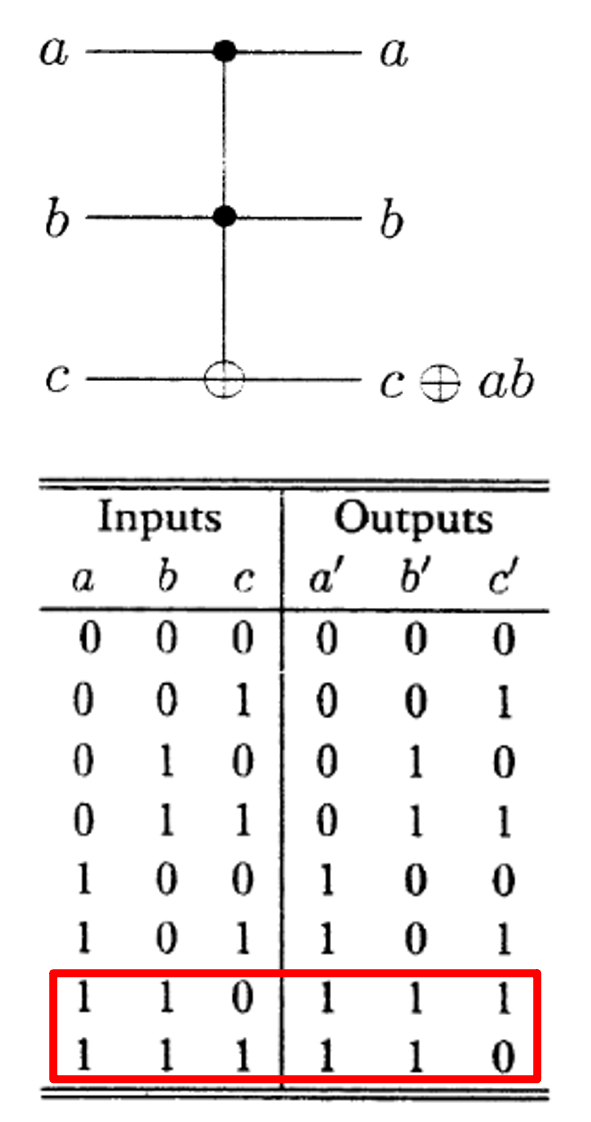 a a
b b
c c ⊕ ab
Inputs Outputs
a b c a′ b′ c′
0 0 0 0 0 0
0 0 1 0 0 1
0 1 0 0 1 0
0 1 1 0 1 1
1 0 0 1 0 0
1 0 1 1 0 1
1 1 0 1 1 1
1 1 1 1 1 0